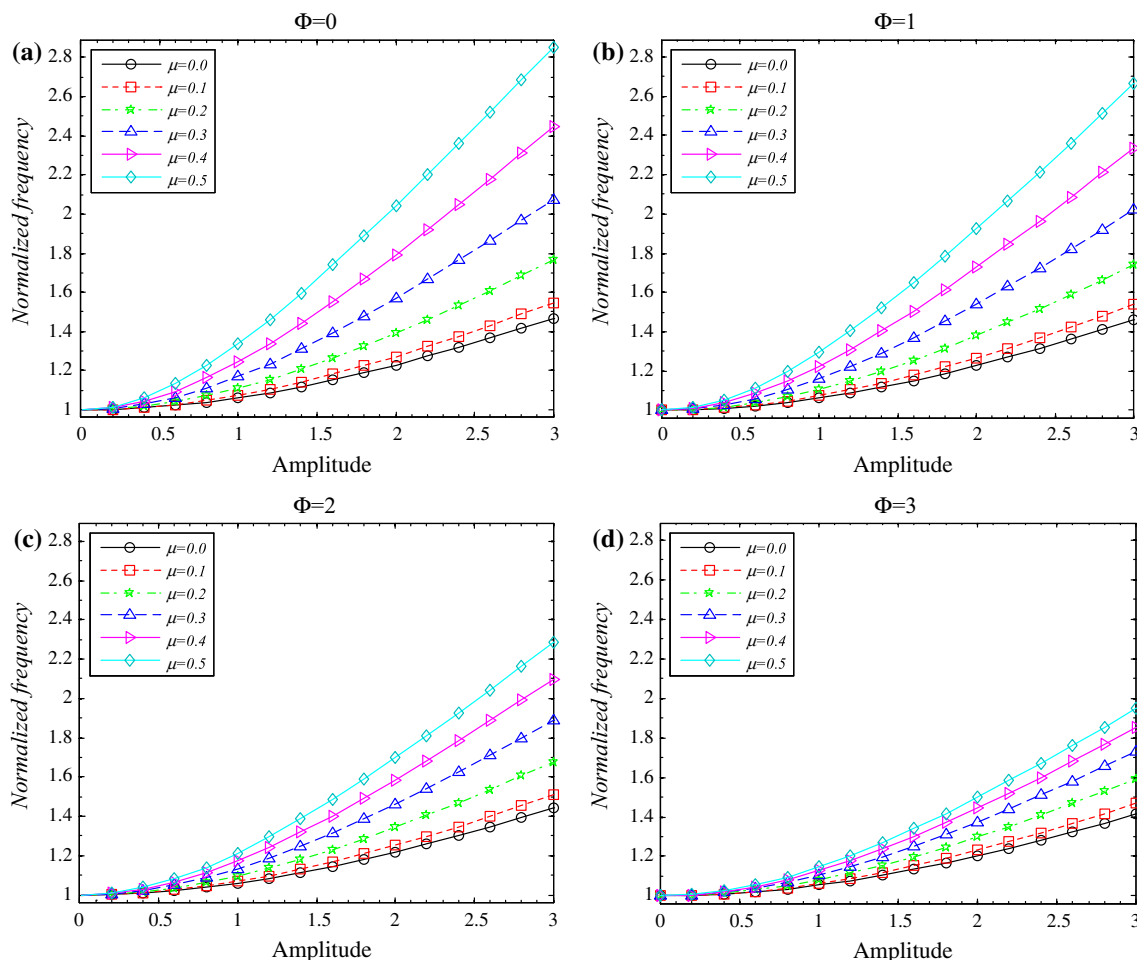 Φ=0
(a)
Normalized frequency
2.8
2.6
2.4
2.2
2
1.8
1.6
1.4
1.2
1
μ=0.0
μ=0.1
μ=0.2
μ=0.3
μ=0.4
μ=0.5
0 0.5 1 1.5 2 2.5 3
Amplitude
Φ=1
(b)
Normalized frequency
2.8
2.6
2.4
2.2
2
1.8
1.6
1.4
1.2
1
μ=0.0
μ=0.1
μ=0.2
μ=0.3
μ=0.4
μ=0.5
0 0.5 1 1.5 2 2.5 3
Amplitude
Φ=2
(c)
Normalized frequency
2.8
2.6
2.4
2.2
2
1.8
1.6
1.4
1.2
1
μ=0.0
μ=0.1
μ=0.2
μ=0.3
μ=0.4
μ=0.5
0 0.5 1 1.5 2 2.5 3
Amplitude
Φ=3
(d)
Normalized frequency
2.8
2.6
2.4
2.2
2
1.8
1.6
1.4
1.2
1
μ=0.0
μ=0.1
μ=0.2
μ=0.3
μ=0.4
μ=0.5
0 0.5 1 1.5 2 2.5 3
Amplitude